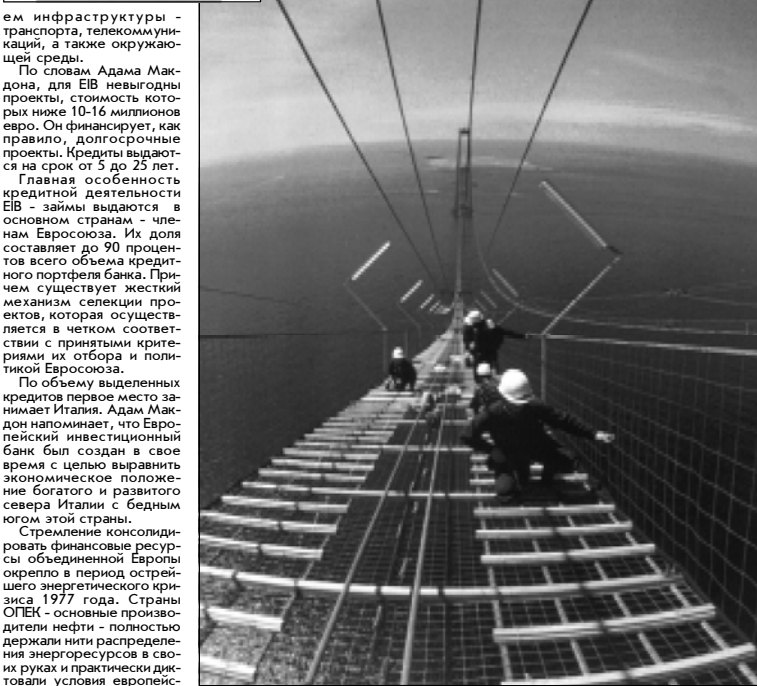 ем инфраструктуры -
транспорта, телекоммуни-
каций, а также окружаю-
щей среды.
По словам Адама Мак-
дона, для EIB невыгодны
проекты, стоимость кото-
рых ниже 10-16 миллионов
евро. Он финансирует, как
правило, долгосрочные
проекты. Кредиты выдают-
ся на срок от 5 до 25 лет.
Главная особенность
кредитной деятельности
EIB - займы выдаются в
основном странам - чле-
нам Евросоюза. Их доля
составляет до 90 процен-
тов всего объема кредит-
ного портфеля банка. При-
чем существует жесткий
механизм селекции про-
ектов, которая осуществ-
ляется в четком соответ-
ствии с принятыми крите-
риями их отбора и поли-
тикой Евросоюза.
По объему выделенных
кредитов первое место за-
нимает Италия. Адам Мак-
дон напоминает, что Евро-
пейский инвестиционный
банк был создан в свое
время с целью выравнить
экономическое положе-
ние богатого и развитого
севера Италии с бедным
югом этой страны.
Стремление консолиди-
ровать финансовые ресур-
сы объединенной Европы
окрепло в период острей-
шего энергетического кри-
зиса 1977 года. Страны
ОПЕК - основные произво-
дители нефти - полностью
держали нити распределе-
ния энергоресурсов в сво-
их руках и практически дик-
товали условия европейс-